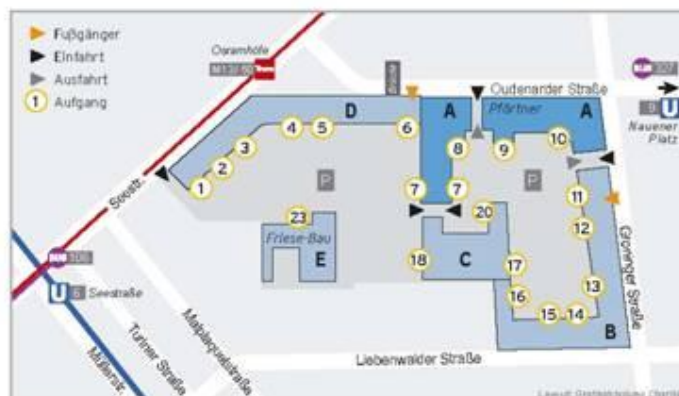 Fußgänger
Einfahrt
Ausfahrt
1 Aufgang
Osramhöfe
Oudenarder Straße
Pförtner
D
A
A
Nauener
Platz
U
9
Seestr.
P
P
1
2
3
4
5
6
7
7
8
9
10
11
12
13
14
15
16
17
18
20
23
Friese-Bau
E
C
B
106
U 6 Seestraße
Müllerstr.
Turiner Straße
Malplaquetstraße
Liebenwalder Straße
Groninger Straße